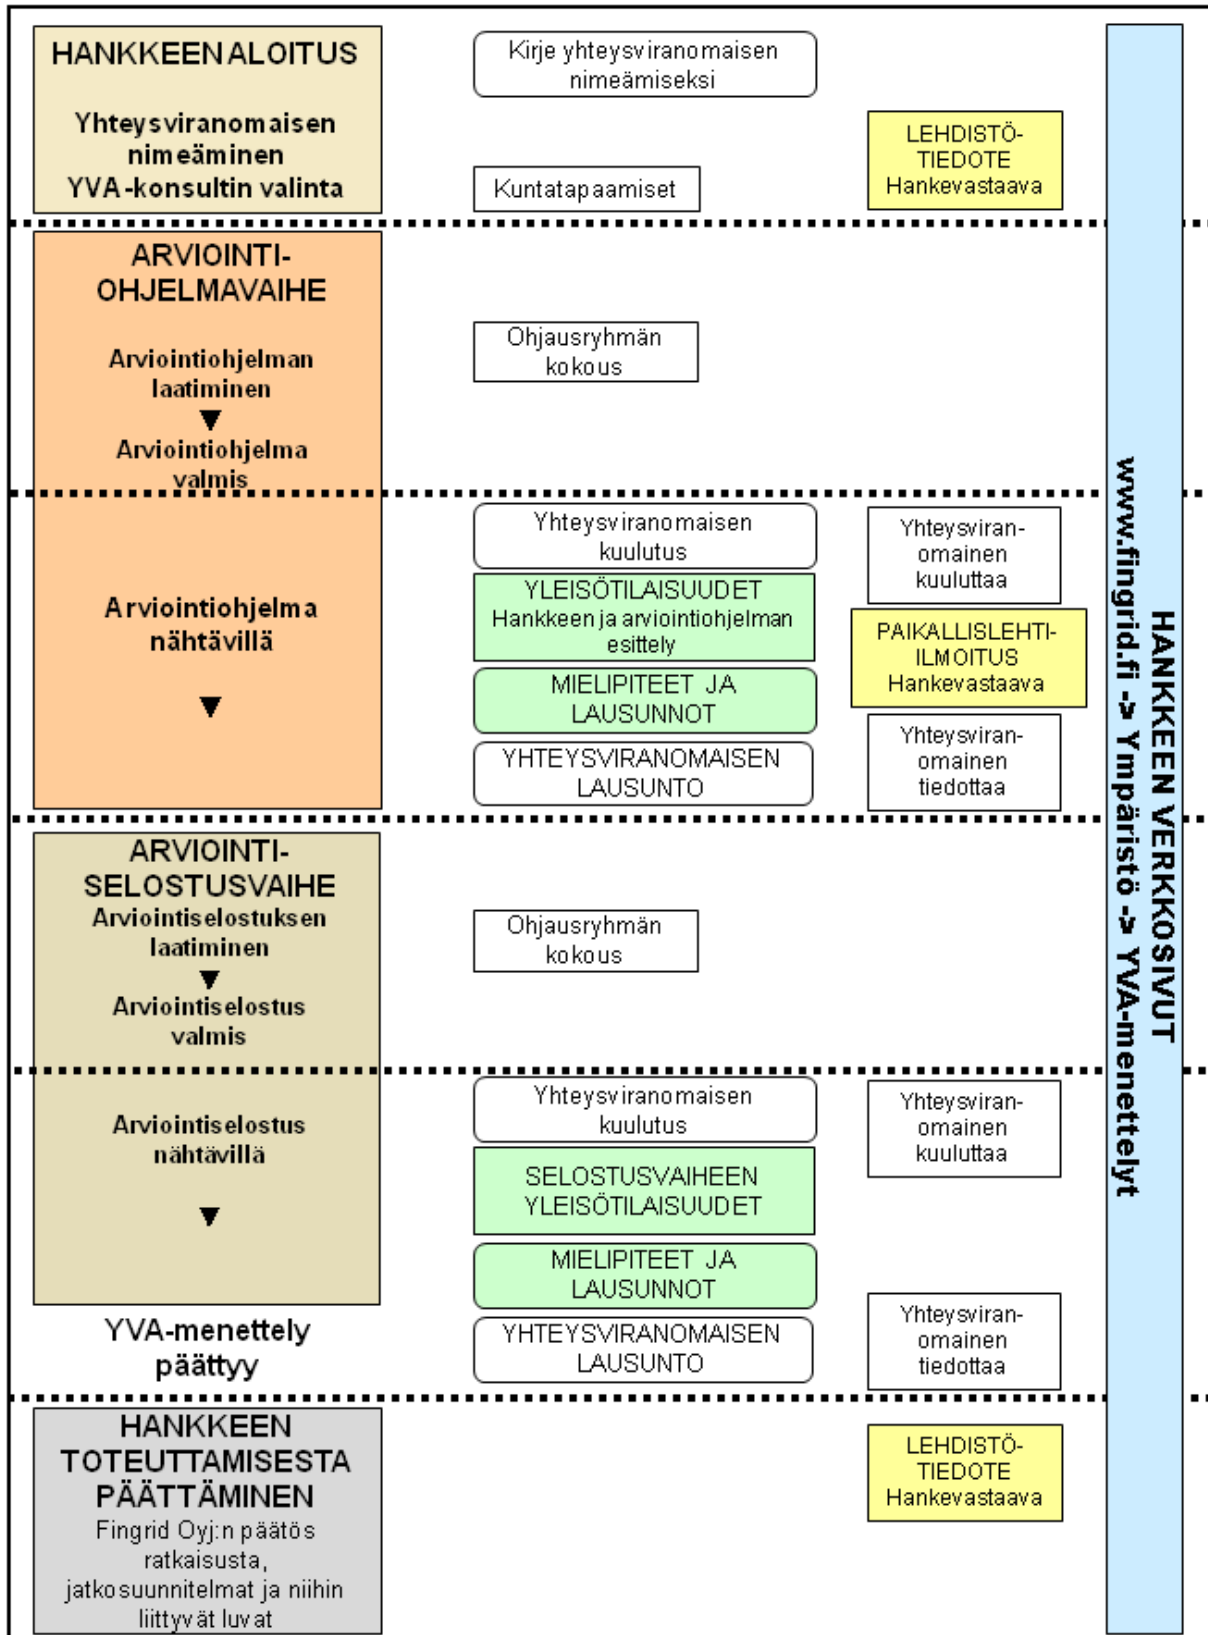 HANKKEEN ALOITUS
Yhteysviranomaisen
nimeäminen
YVA-konsultin valinta
Kirje yhteysviranomaisen
nimeämiseksi
Kuntatapaamiset
LEHDISTÖ-
TIEDOTE
Hankevastaava
ARVIOINTI-
OHJELMAVAIHE
Arviointiohjelman
laatiminen
Arviointiohjelma
valmis
Ohjausryhmän
kokous
Arviointiohjelma
nähtävillä
Yhteysviranomaisen
kuulutus
YLEISÖTILAISUUDET
Hankkeen ja arviointiohjelman
esittely
MIELIPITEET JA
LAUSUNNOT
YHTEYSVIRANOMAISEN
LAUSUNTO
Yhteysviran-
omainen
kuuluttaa
PAIKALLISLEHTI-
ILMOITUS
Hankevastaava
Yhteysviran-
omainen
tiedottaa
ARVIOINTI-
SELOSTUSVAIHE
Arviointiselostuksen
laatiminen
Arviointiselostus
valmis
Ohjausryhmän
kokous
Arviointiselostus
nähtävillä
Yhteysviranomaisen
kuulutus
SELOSTUSVAIHEEN
YLEISÖTILAISUUDET
MIELIPITEET JA
LAUSUNNOT
YHTEYSVIRANOMAISEN
LAUSUNTO
Yhteysviran-
omainen
kuuluttaa
Yhteysviran-
omainen
tiedottaa
YVA-menettely
päättyy
HANKKEEN
TOTEUTTAMISESTA
PÄÄTTÄMINEN
Fingrid Oyj:n päätös
ratkaisusta,
jatkosuunnitelmat ja niihin
liittyvät luvat
LEHDISTÖ-
TIEDOTE
Hankevastaava
HANKKEEN VERKKOSIVUT
www.fingrid.fi -> Ympäristö -> YVA-menettelyt